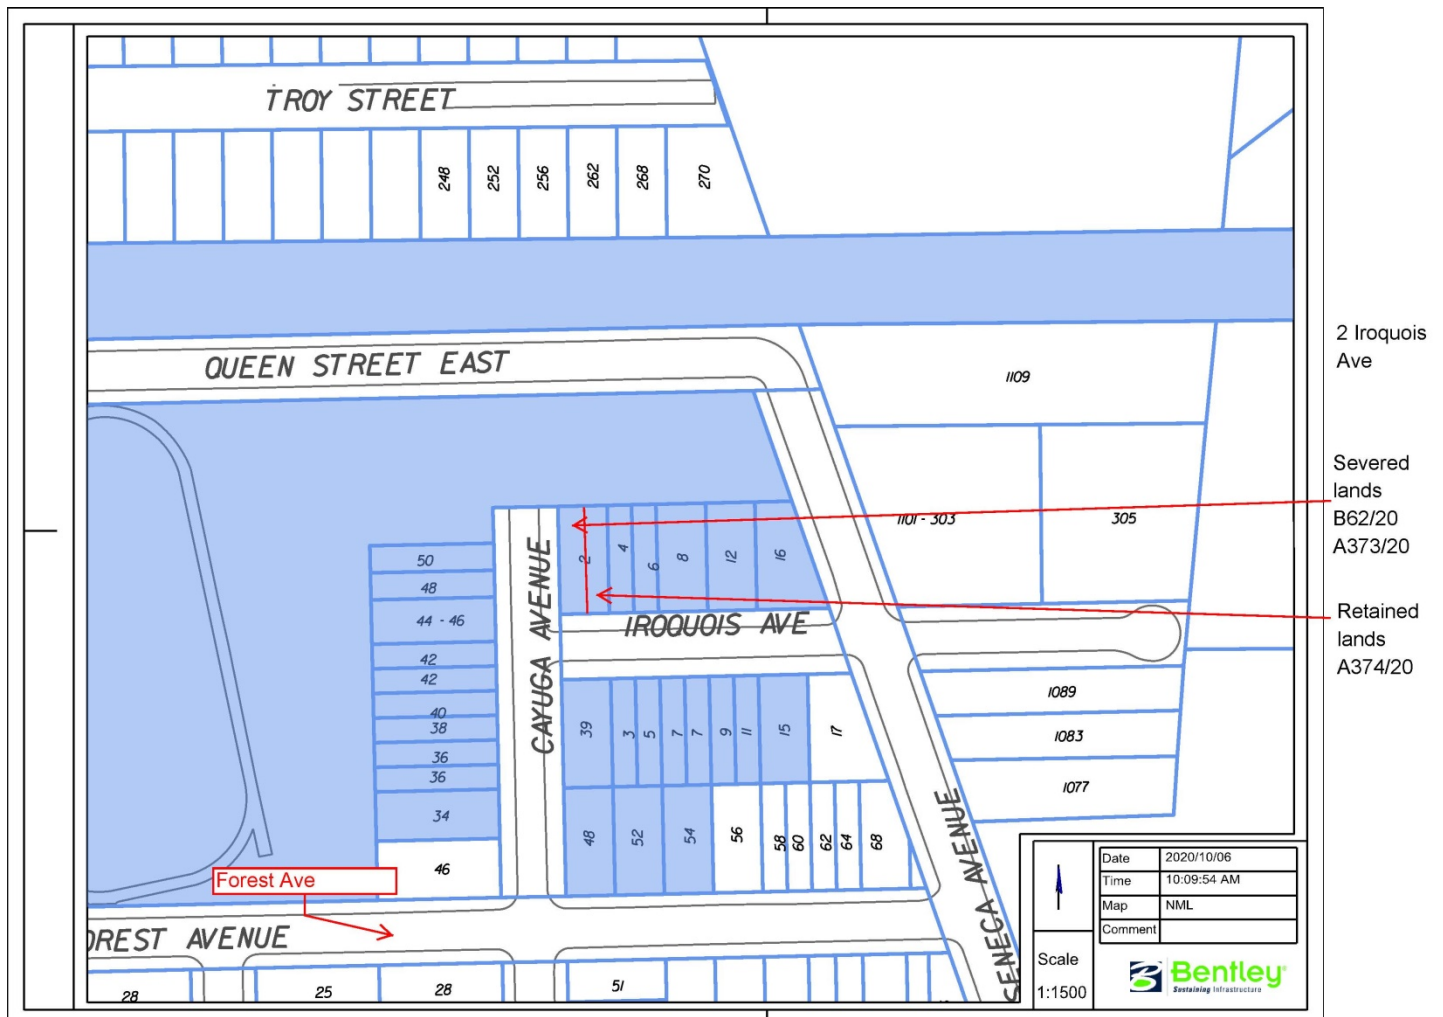 TROY STREET
248
252
256
262
268
270
2 Iroquois
Ave
QUEEN STREET EAST
1109
Severed
lands
B62/20
A373/20
1101 - 303
305
50
48
44 - 46
42
42
40
38
36
36
34
46
CAYUGA AVENUE
2
4
6
8
12
16
IROQUOIS AVE
Retained
lands
A374/20
39
3
5
7
7
9
11
15
17
1089
1083
1077
48
52
54
56
58
60
62
64
68
SENECA AVENUE
Forest Ave
OREST AVENUE
28
25
28
51
Date 2020/10/06
Time 10:09:54 AM
Map NML
Comment
Scale
1:1500
Bentley
Sustaining Infrastructure